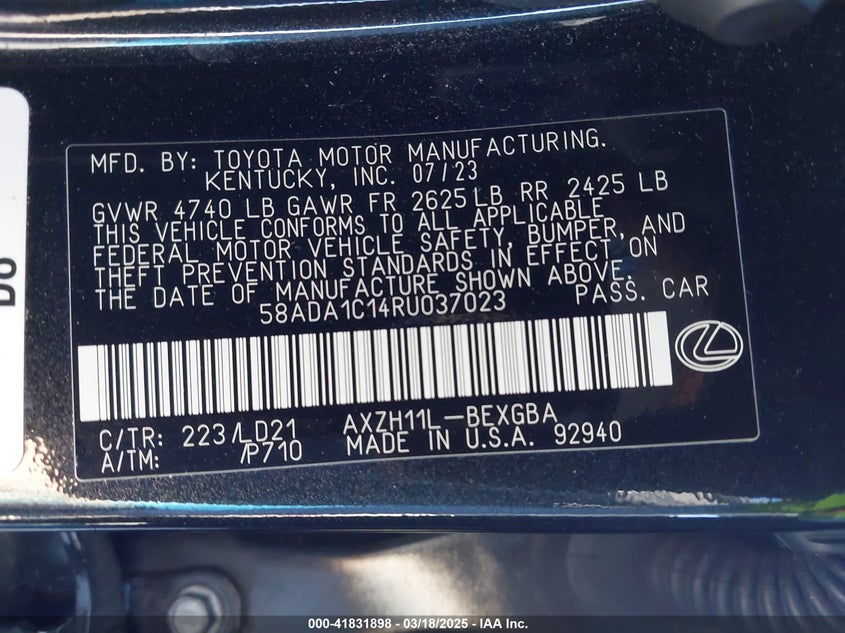 MFD. BY: TOYOTA MOTOR MANUFACTURING.
KENTUCKY, INC. 07/23
GVWR 4740 LB GAWR FR 2625 LB RR 2425 LB
THIS VEHICLE CONFORMS TO ALL APPLICABLE
FEDERAL MOTOR VEHICLE SAFETY, BUMPER, AND
THEFT PREVENTION STANDARDS IN EFFECT ON
THE DATE OF MANUFACTURE SHOWN ABOVE.
58ADA1C14RU037023 PASS. CAR
C/TR: 223/LD21 AXZH11L-BEXGBA
A/TM: /P710 MADE IN U.S.A. 92940
000-41831898 — 03/18/2025 — IAA Inc.